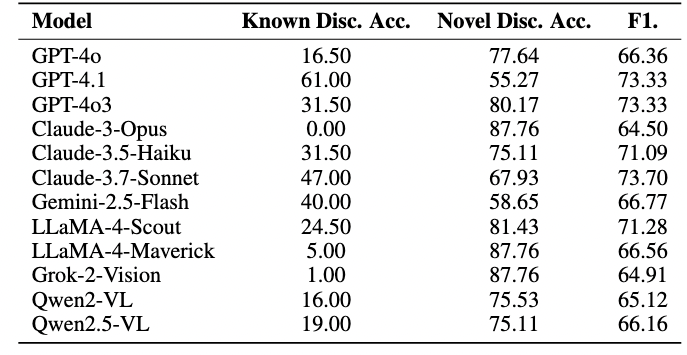 Model Known Disc. Acc. Novel Disc. Acc. F1.
GPT-4o 16.50 77.64 66.36
GPT-4.1 61.00 55.27 73.33
GPT-4o3 31.50 80.17 73.33
Claude-3-Opus 0.00 87.76 64.50
Claude-3.5-Haiku 31.50 75.11 71.09
Claude-3.7-Sonnet 47.00 67.93 73.70
Gemini-2.5-Flash 40.00 58.65 66.77
LLaMA-4-Scout 24.50 81.43 71.28
LLaMA-4-Maverick 5.00 87.76 66.56
Grok-2-Vision 1.00 87.76 64.91
Qwen2-VL 16.00 75.53 65.12
Qwen2.5-VL 19.00 75.11 66.16